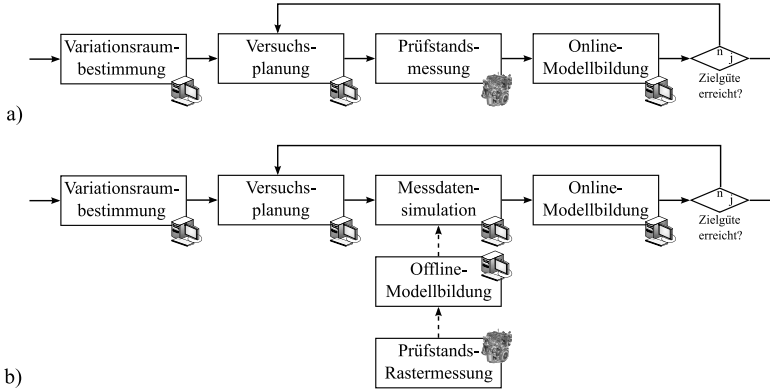 Variationsraum-
bestimmung
Versuchs-
planung
Prüfstands-
messung
Online-
Modellbildung
n
j
Zielgüte
erreicht?
a)
Variationsraum-
bestimmung
Versuchs-
planung
Messdaten-
simulation
Online-
Modellbildung
n
j
Zielgüte
erreicht?
Offline-
Modellbildung
Prüfstands-
Rastermessung
b)